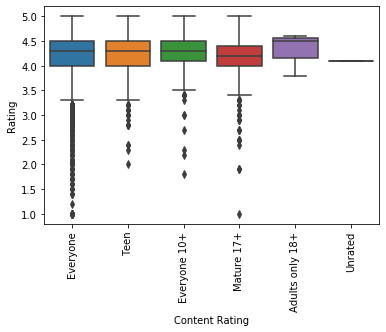 5.0
4.5
4.0
3.5
3.0
2.5
2.0
1.5
1.0
Rating
Everyone
Teen
Everyone 10+
Mature 17+
Adults only 18+
Unrated
Content Rating